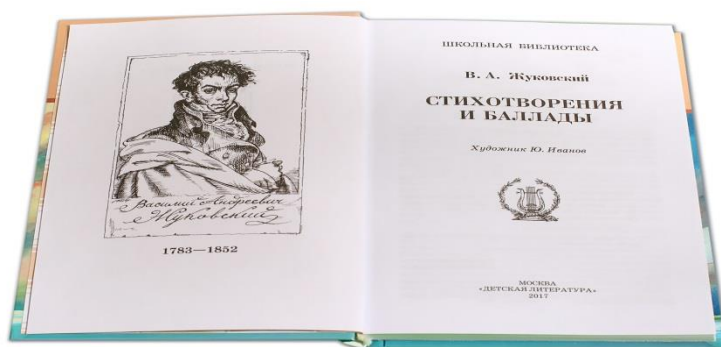 Василий Андреевич
Жуковский
1783—1852
ШКОЛЬНАЯ БИБЛИОТЕКА
В. А. Жуковский
СТИХОТВОРЕНИЯ
И БАЛЛАДЫ
Художник Ю. Иванов
МОСКВА
«ДЕТСКАЯ ЛИТЕРАТУРА»
2017